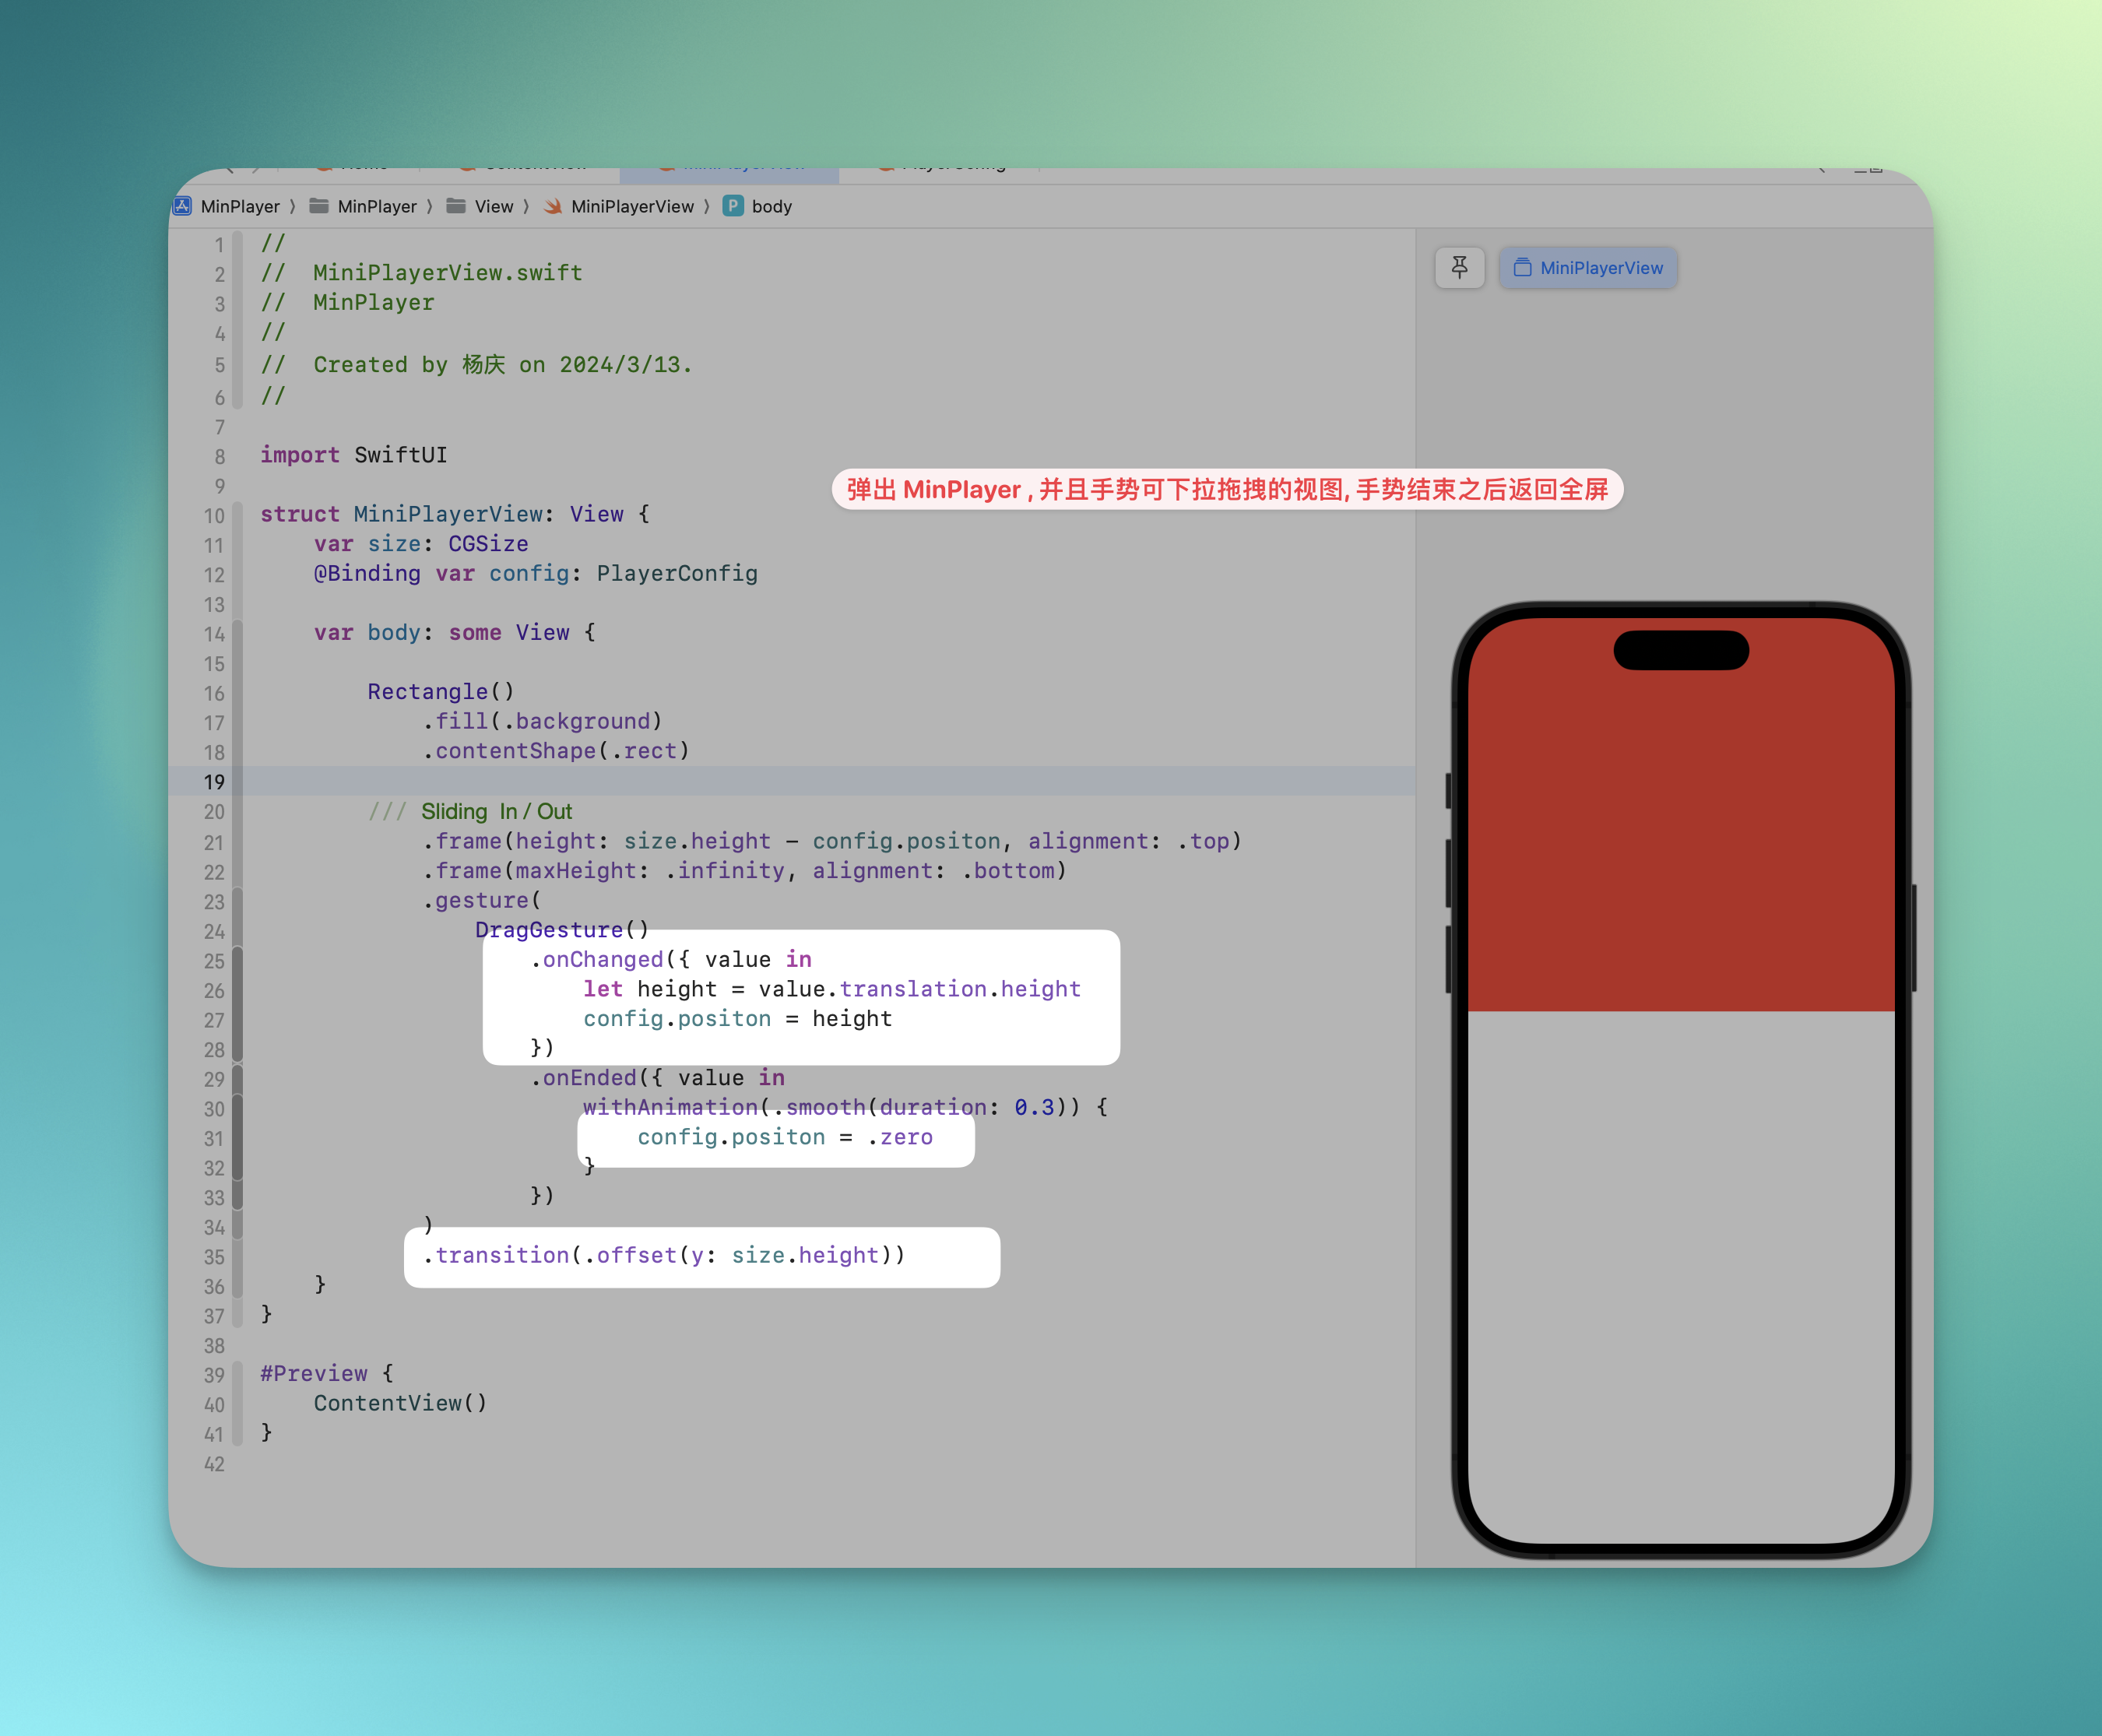 MinPlayer 〉 MinPlayer 〉 View 〉 MiniPlayerView 〉 P body
MiniPlayerView
弹出 MinPlayer , 并且手势可下拉拖拽的视图, 手势结束之后返回全屏
1 //
2 //  MiniPlayerView.swift
3 //  MinPlayer
4 //
5 //  Created by 杨庆 on 2024/3/13.
6 //
7
8 import SwiftUI
9
10 struct MiniPlayerView: View {
11     var size: CGSize
12     @Binding var config: PlayerConfig
13
14     var body: some View {
15
16         Rectangle()
17             .fill(.background)
18             .contentShape(.rect)
19
20         /// Sliding  In / Out
21             .frame(height: size.height - config.positon, alignment: .top)
22             .frame(maxHeight: .infinity, alignment: .bottom)
23             .gesture(
24                 DragGesture()
25                     .onChanged({ value in
26                         let height = value.translation.height
27                         config.positon = height
28                     })
29                     .onEnded({ value in
30                         withAnimation(.smooth(duration: 0.3)) {
31                             config.positon = .zero
32                         }
33                     })
34             )
35             .transition(.offset(y: size.height))
36     }
37 }
38
39 #Preview {
40     ContentView()
41 }
42